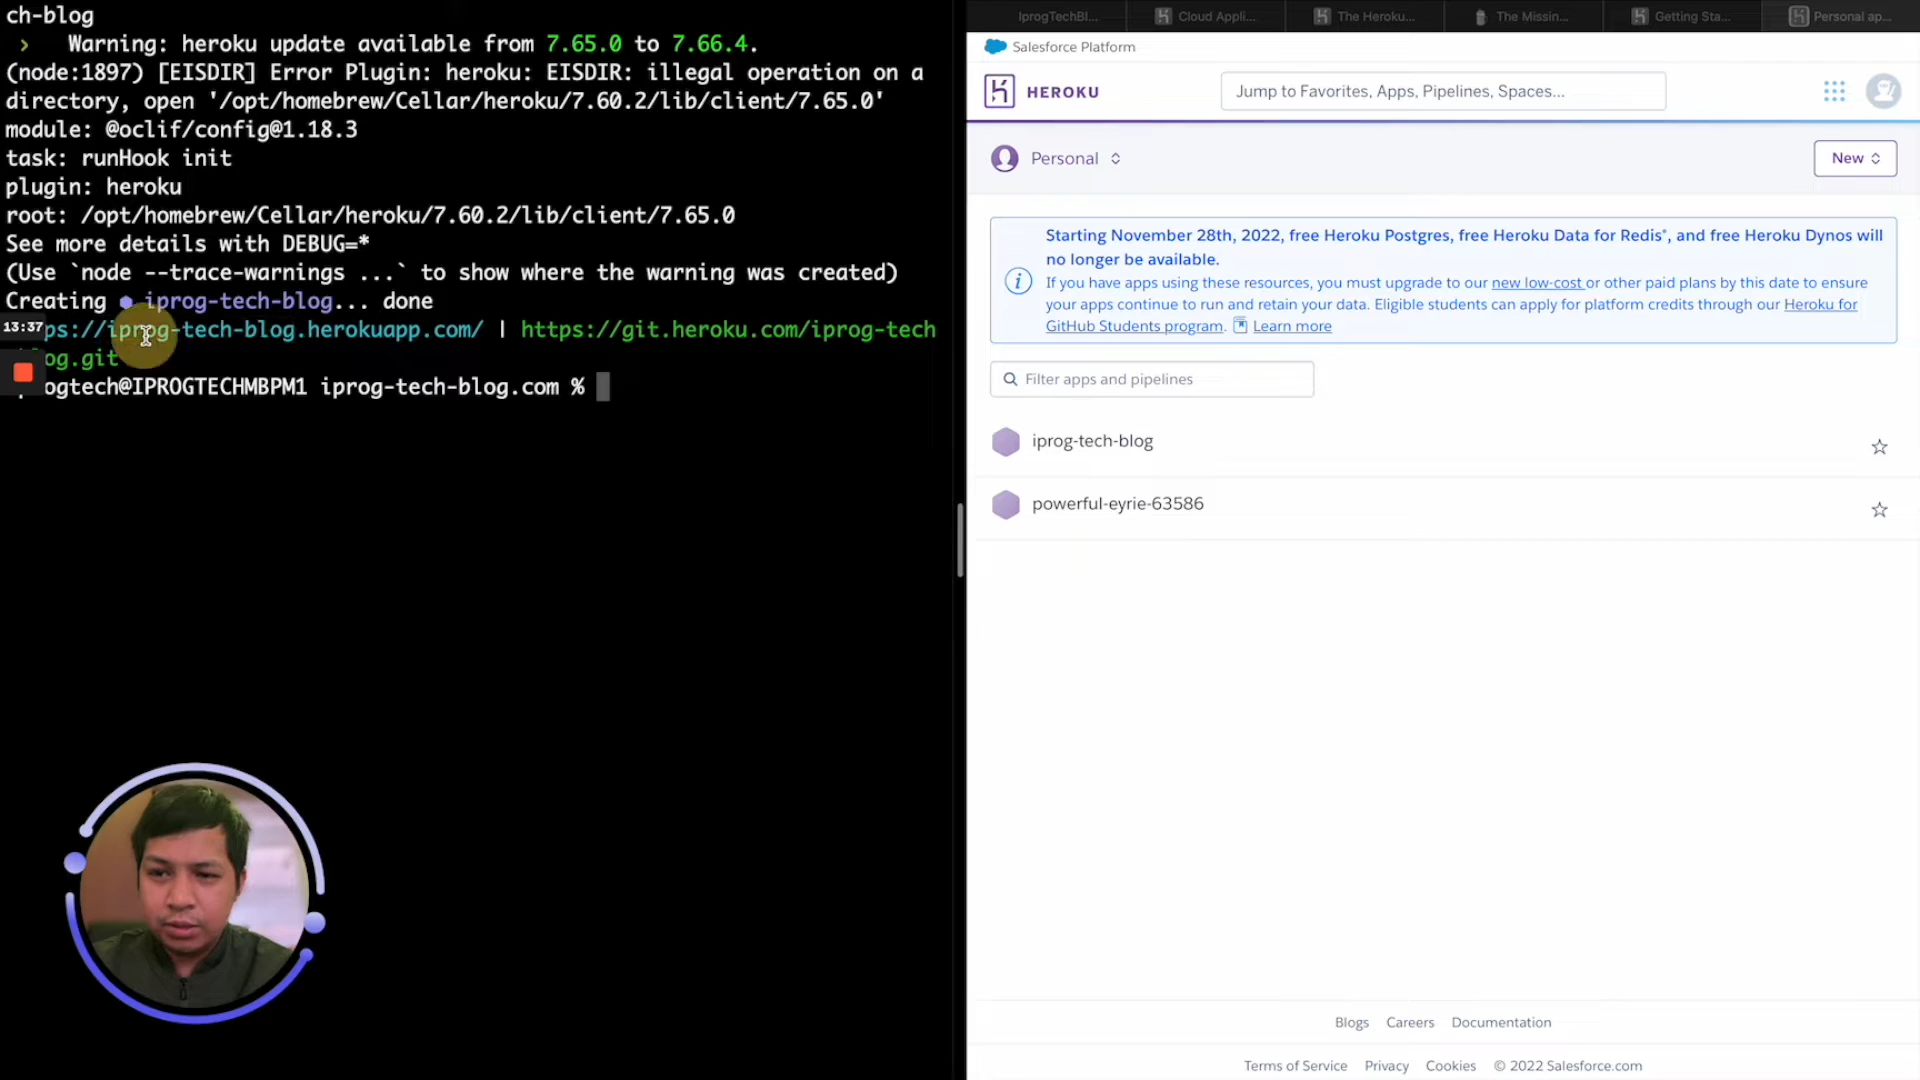 ch-blog
› Warning: heroku update available from 7.65.0 to 7.66.4.
(node:1897) [EISDIR] Error Plugin: heroku: EISDIR: illegal operation on a
directory, open '/opt/homebrew/Cellar/heroku/7.60.2/lib/client/7.65.0'
module: @oclif/config@1.18.3
task: runHook init
plugin: heroku
root: /opt/homebrew/Cellar/heroku/7.60.2/lib/client/7.65.0
See more details with DEBUG=*
(Use `node --trace-warnings ...` to show where the warning was created)
Creating ⬢ iprog-tech-blog... done
ps://iprog-tech-blog.herokuapp.com/ | https://git.heroku.com/iprog-tech
og.git
ogtech@IPROGTECHMBPM1 iprog-tech-blog.com %
13:37
IprogTechBl...
Cloud Appli...
The Heroku...
The Missin...
Getting Sta...
Personal ap...
Salesforce Platform
HEROKU
Jump to Favorites, Apps, Pipelines, Spaces...
Personal
New
Starting November 28th, 2022, free Heroku Postgres, free Heroku Data for Redis®, and free Heroku Dynos will
no longer be available.
If you have apps using these resources, you must upgrade to our new low-cost or other paid plans by this date to ensure
your apps continue to run and retain your data. Eligible students can apply for platform credits through our Heroku for
GitHub Students program. Learn more
Filter apps and pipelines
iprog-tech-blog
powerful-eyrie-63586
Blogs Careers Documentation
Terms of Service Privacy Cookies © 2022 Salesforce.com